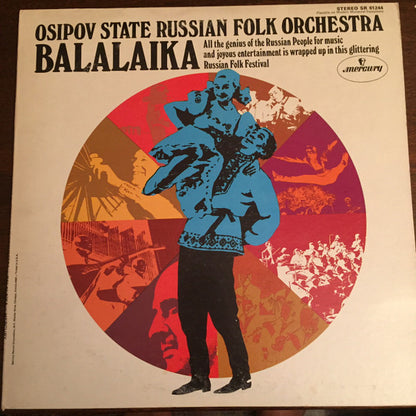 STEREO SR 61244
OSIPOV STATE RUSSIAN FOLK ORCHESTRA
BALALAIKA
All the genius of the Russian People for music
and joyous entertainment is wrapped up in this glittering
Russian Folk Festival
mercury